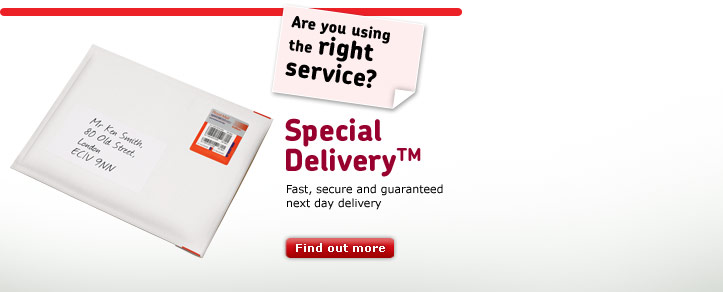 Are you using
the right
service?
Mr Ken Smith,
80 Old Street,
London
EC1V 9NN
Special
Delivery™
Fast, secure and guaranteed
next day delivery
Find out more